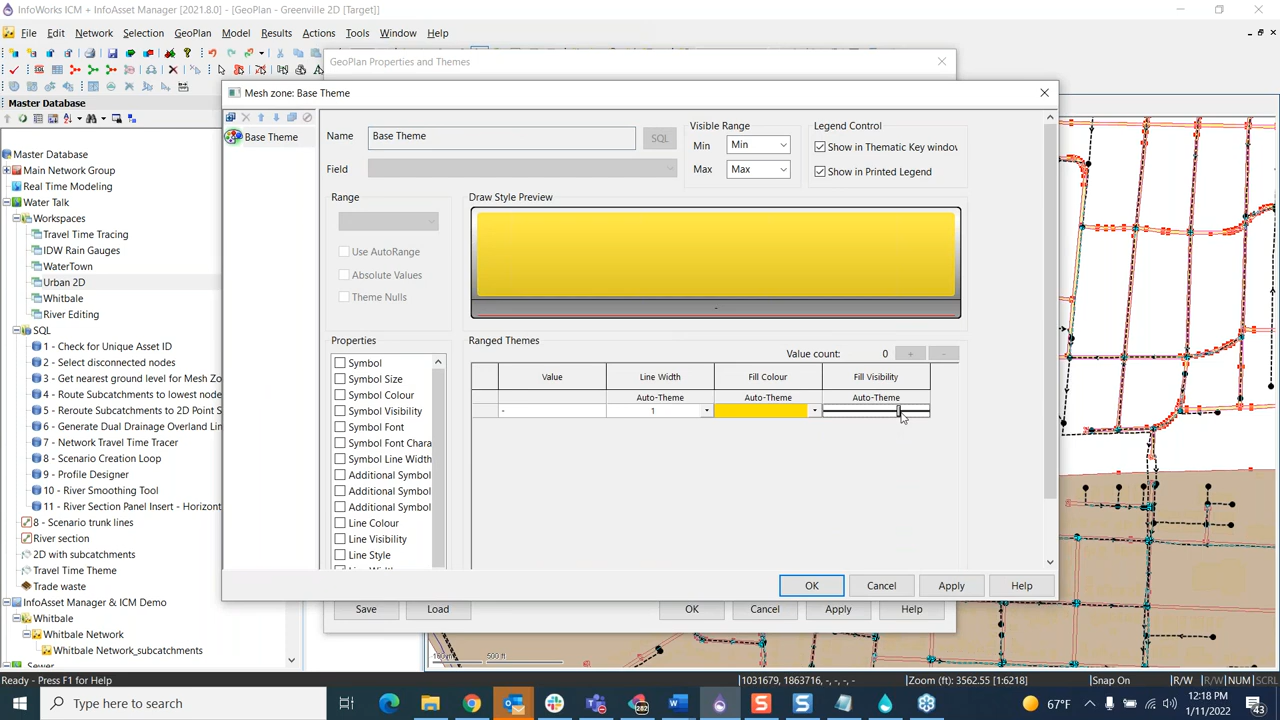 InfoWorks ICM + InfoAsset Manager [2021.8.0] - [GeoPlan - Greenville 2D [Target]]
File Edit Network Selection GeoPlan Model Results Actions Tools Window Help
GeoPlan Properties and Themes
Mesh zone: Base Theme
Master Database
Base Theme
Name Base Theme SQL
Field
Visible Range
Min Min
Max Max
Legend Control
Show in Thematic Key window
Show in Printed Legend
Master Database
Main Network Group
Real Time Modeling
Water Talk
Workspaces
Travel Time Tracing
IDW Rain Gauges
WaterTown
Urban 2D
Whitbale
River Editing
SQL
1 - Check for Unique Asset ID
2 - Select disconnected nodes
3 - Get nearest ground level for Mesh Zo
4 - Route Subcatchments to lowest node
5 - Reroute Subcatchments to 2D Point S
6 - Generate Dual Drainage Overland Ne
7 - Network Travel Time Tracer
8 - Scenario Creation Loop
9 - Profile Designer
10 - River Smoothing Tool
11 - River Section Panel Insert - Horizont
8 - Scenario trunk lines
River section
2D with subcatchments
Travel Time Theme
Trade waste
InfoAsset Manager & ICM Demo
Whitbale
Whitbale Network
Whitbale Network_subcatchments
Sewer
Range
Use AutoRange
Absolute Values
Theme Nulls
Draw Style Preview
-
Properties
Symbol
Symbol Size
Symbol Colour
Symbol Visibility
Symbol Font
Symbol Font Chara
Symbol Line Width
Additional Symbol
Additional Symbol
Additional Symbol
Line Colour
Line Visibility
Line Style
Ranged Themes
Value count: 0 + -
Value Line Width Fill Colour Fill Visibility
Auto-Theme Auto-Theme Auto-Theme
- 1
OK Cancel Apply Help
Save Load OK Cancel Apply Help
500 ft
Ready - Press F1 for Help
1031679, 1863716, -, -, - Zoom (ft): 3562.55 [1:6218] Snap On R/W R/W NUM SCRL
Type here to search
282
67°F
12:18 PM
1/11/2022
43